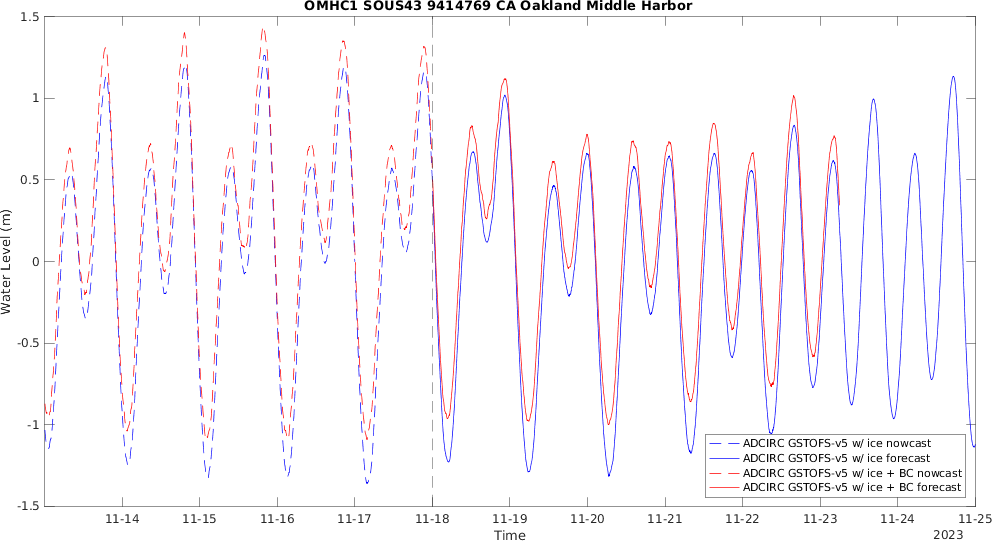 OMHC1 SOUS43 9414769 CA Oakland Middle Harbor
Water Level (m)
1.5
1
0.5
0
-0.5
-1
-1.5
ADCIRC GSTOFS-v5 w/ ice nowcast
ADCIRC GSTOFS-v5 w/ ice forecast
ADCIRC GSTOFS-v5 w/ ice + BC nowcast
ADCIRC GSTOFS-v5 w/ ice + BC forecast
11-14 11-15 11-16 11-17 11-18 11-19 11-20 11-21 11-22 11-23 11-24 11-25
Time
2023